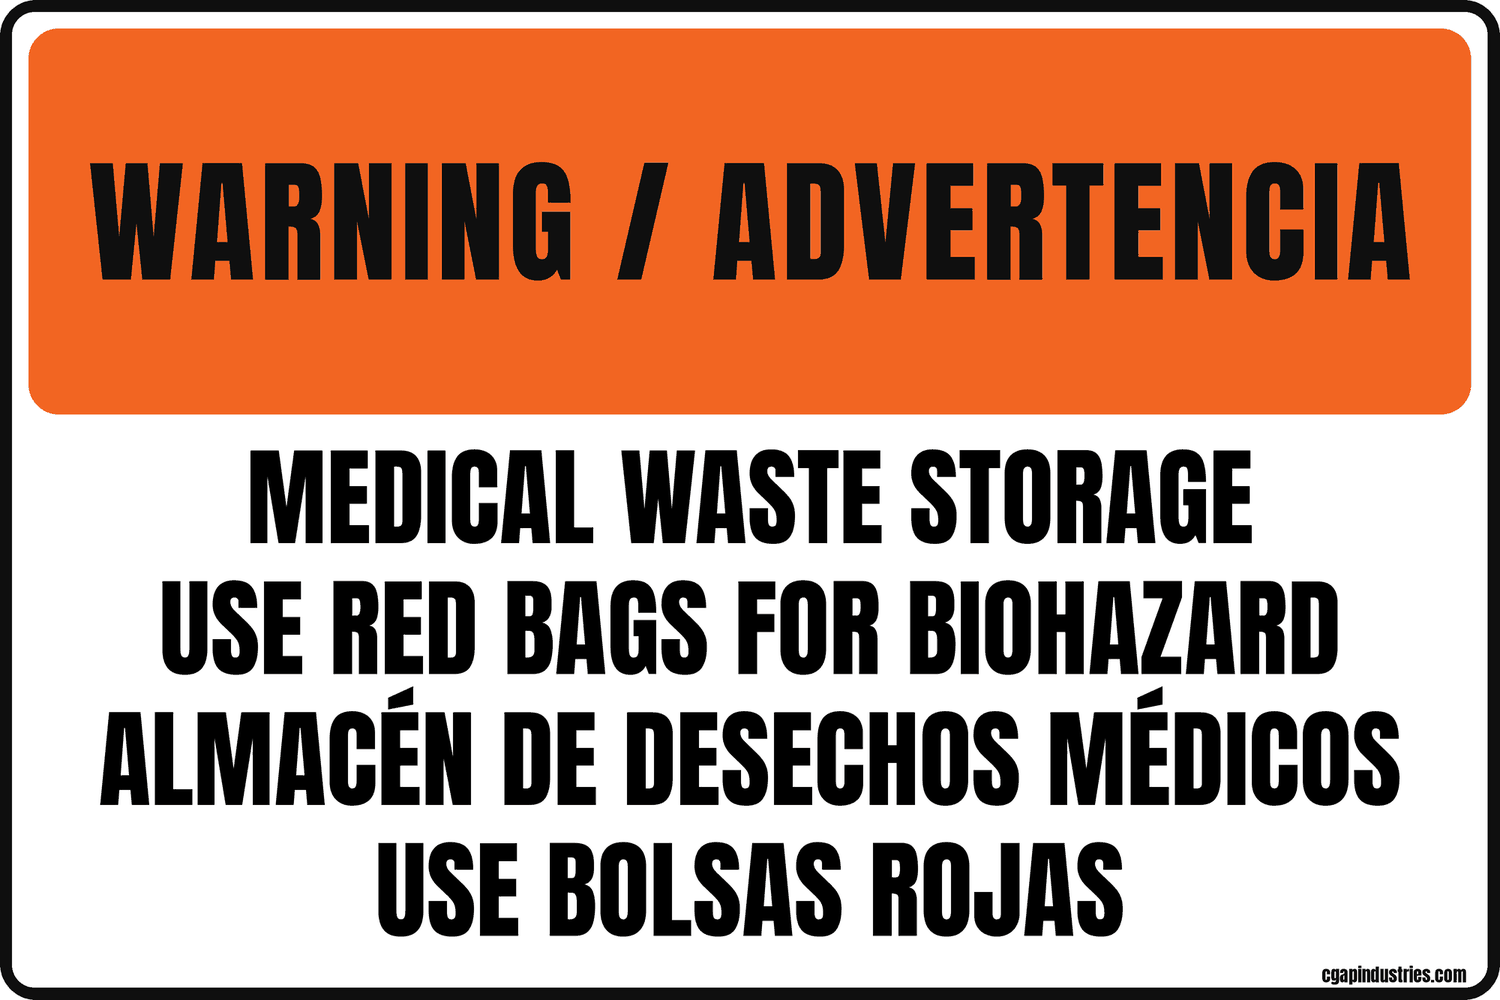 WARNING / ADVERTENCIA
MEDICAL WASTE STORAGE
USE RED BAGS FOR BIOHAZARD
ALMACÉN DE DESECHOS MÉDICOS
USE BOLSAS ROJAS
cgapindustries.com